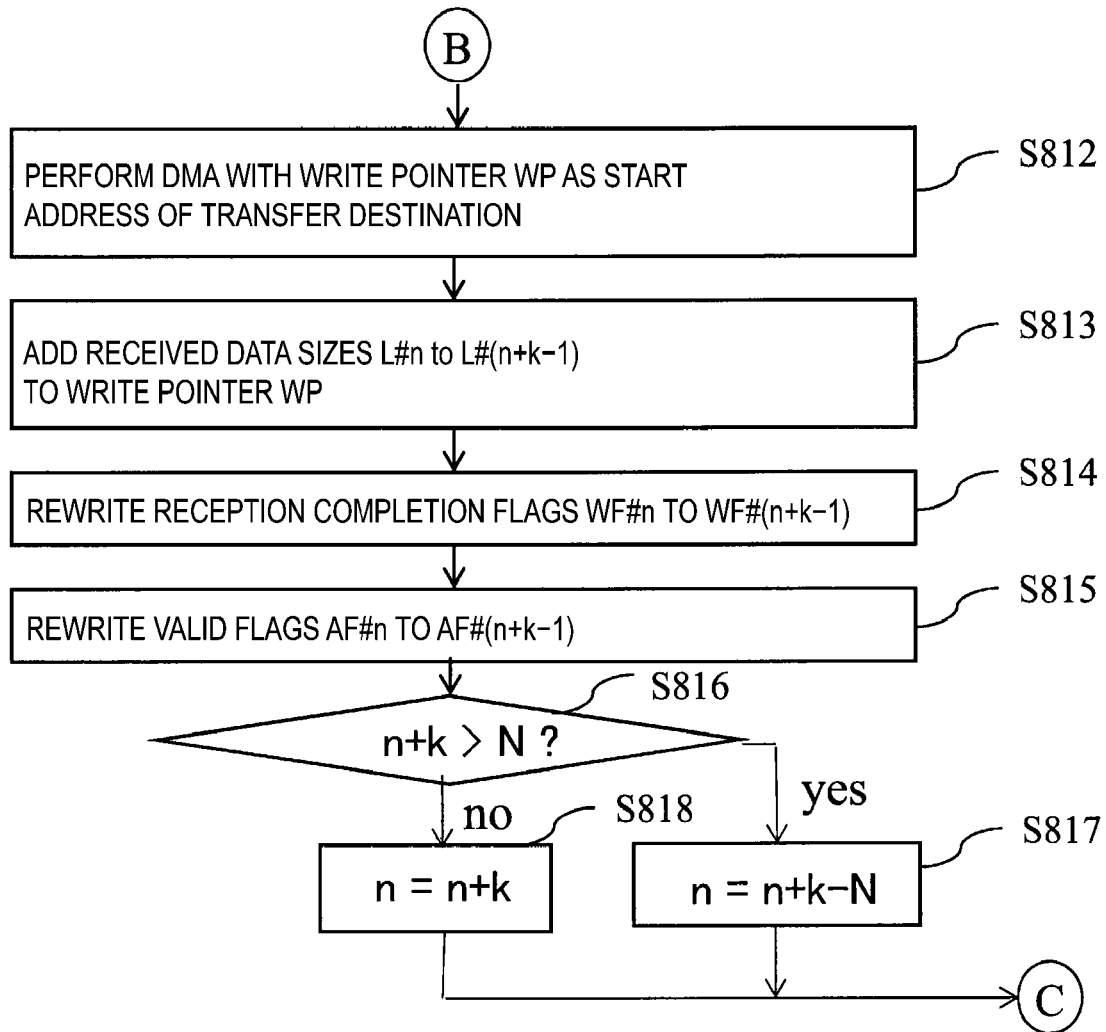 B
S812
PERFORM DMA WITH WRITE POINTER WP AS START
ADDRESS OF TRANSFER DESTINATION
S813
ADD RECEIVED DATA SIZES L#n to L#(n+k−1)
TO WRITE POINTER WP
S814
REWRITE RECEPTION COMPLETION FLAGS WF#n TO WF#(n+k−1)
S815
REWRITE VALID FLAGS AF#n TO AF#(n+k−1)
S816
n+k > N ?
no
yes
S818
S817
n = n+k
n = n+k−N
C